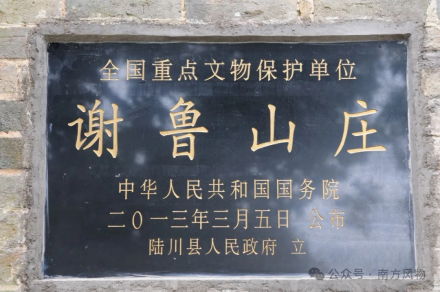 全国重点文物保护单位
谢鲁山庄
中华人民共和国国务院
二〇一三年三月五日 公布
陆川县人民政府 立
公众号·南方风物